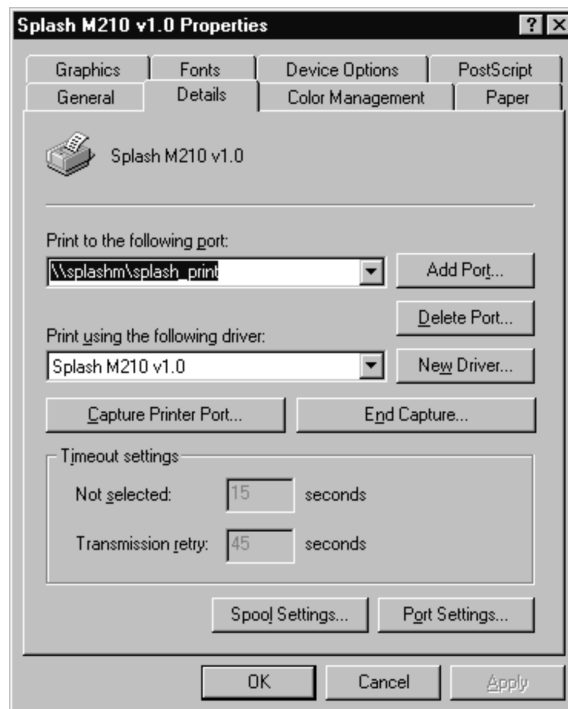 Splash M210 v1.0 Properties ? X
Graphics Fonts Device Options PostScript
General Details Color Management Paper
Splash M210 v1.0
Print to the following port:
\\splashm\splash_print Add Port...
Delete Port...
Print using the following driver:
Splash M210 v1.0 New Driver...
Capture Printer Port... End Capture...
Timeout settings
Not selected: 15 seconds
Transmission retry: 45 seconds
Spool Settings... Port Settings...
OK Cancel Apply